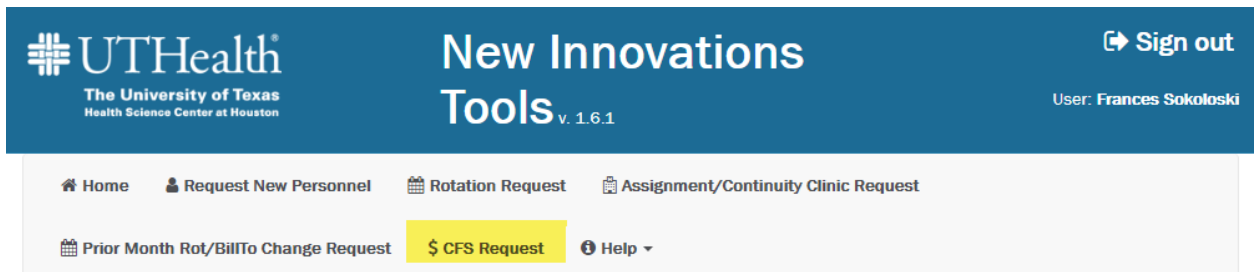 UTHealth®
The University of Texas
Health Science Center at Houston
New Innovations
Tools v. 1.6.1
Sign out
User: Frances Sokoloski
Home Request New Personnel Rotation Request Assignment/Continuity Clinic Request
Prior Month Rot/BillTo Change Request $ CFS Request Help